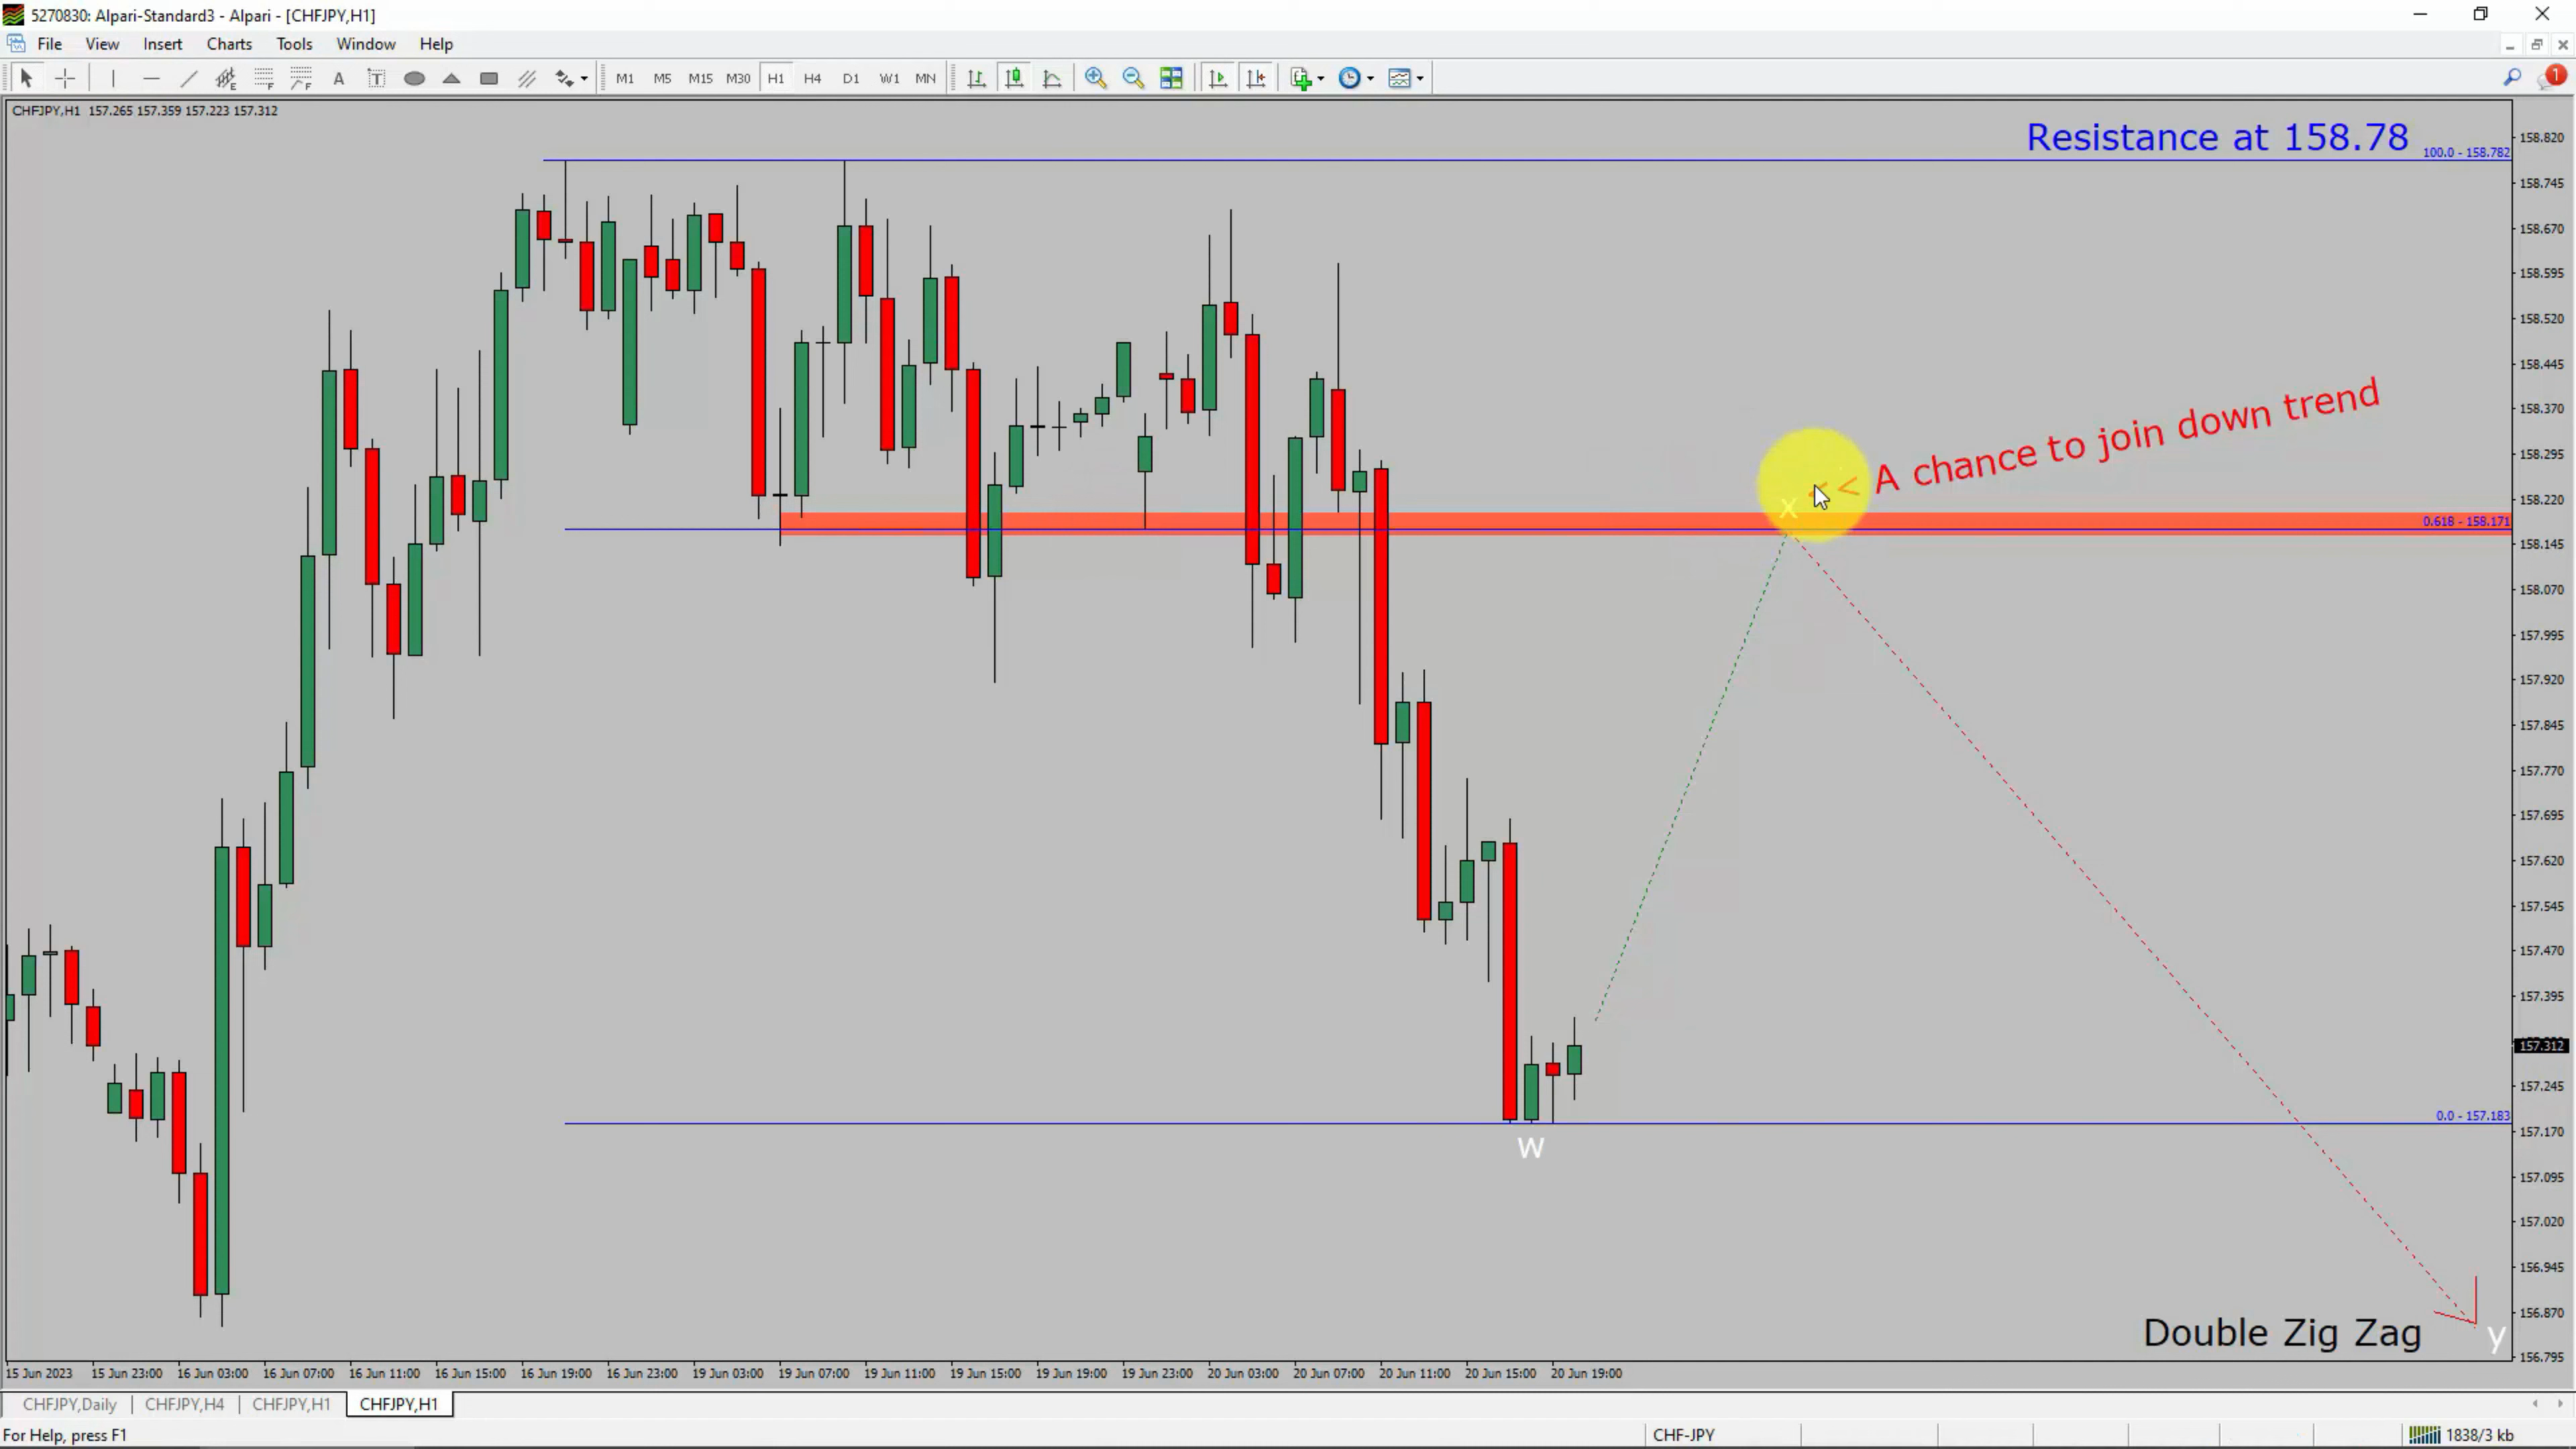 5270830: Alpari-Standard3 - Alpari - [CHFJPY,H1]
File View Insert Charts Tools Window Help
A T M1 M5 M15 M30 H1 H4 D1 W1 MN 1
CHFJPY,H1 157.265 157.359 157.223 157.312
Resistance at 158.78
100.0 - 158.782
158.820
158.745
158.670
158.595
158.520
158.445
158.370
<< A chance to join down trend
158.295
x
158.220
0.618 - 158.171
158.145
158.070
157.995
157.920
157.845
157.770
157.695
157.620
157.545
157.470
157.395
157.312
157.245
0.0 - 157.183
157.170
w
157.095
157.020
156.945
156.870
Double Zig Zag
y
156.795
15 Jun 2023 15 Jun 23:00 16 Jun 03:00 16 Jun 07:00 16 Jun 11:00 16 Jun 15:00 16 Jun 19:00 16 Jun 23:00 19 Jun 03:00 19 Jun 07:00 19 Jun 11:00 19 Jun 15:00 19 Jun 19:00 19 Jun 23:00 20 Jun 03:00 20 Jun 07:00 20 Jun 11:00 20 Jun 15:00 20 Jun 19:00
CHFJPY,Daily CHFJPY,H4 CHFJPY,H1 CHFJPY,H1
For Help, press F1 CHF-JPY 1838/3 kb